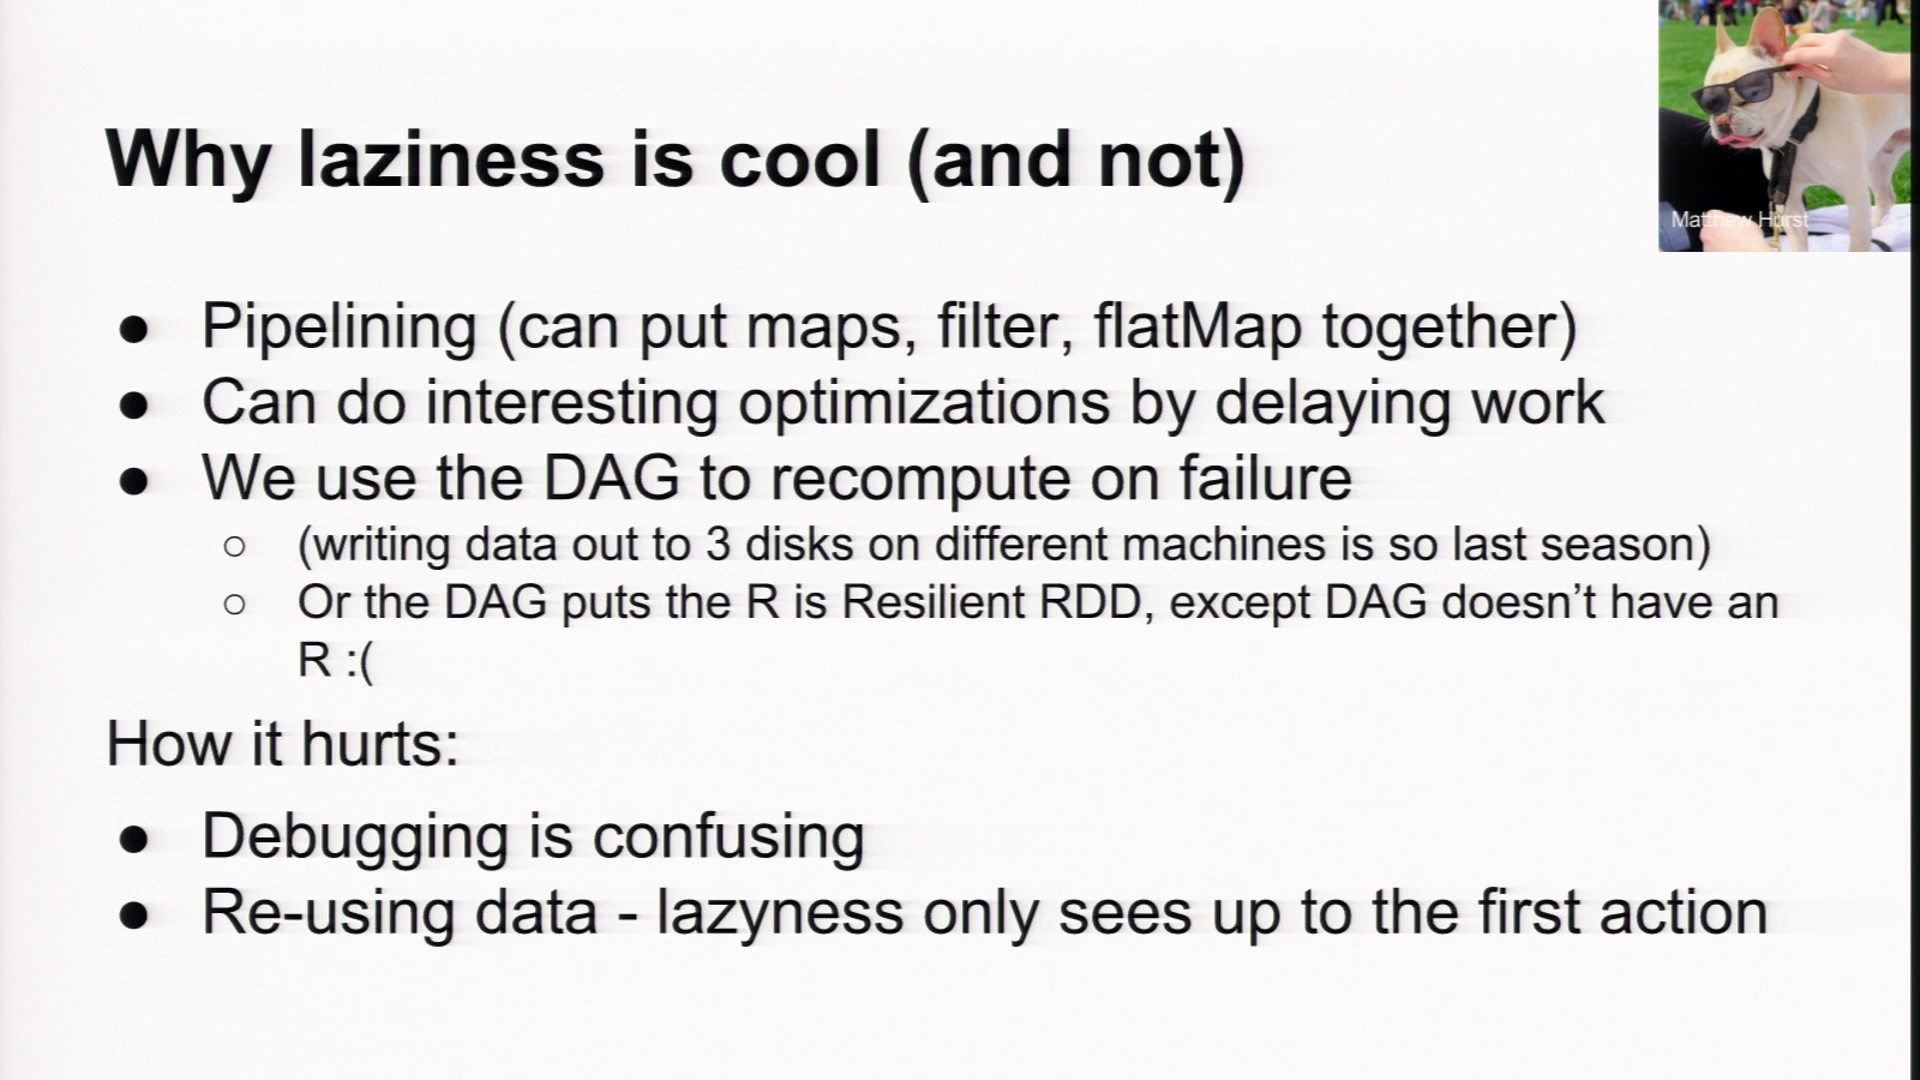 Why laziness is cool (and not)
Matthew Hurst
● Pipelining (can put maps, filter, flatMap together)
● Can do interesting optimizations by delaying work
● We use the DAG to recompute on failure
○ (writing data out to 3 disks on different machines is so last season)
○ Or the DAG puts the R is Resilient RDD, except DAG doesn’t have an
R :(
How it hurts:
● Debugging is confusing
● Re-using data - lazyness only sees up to the first action